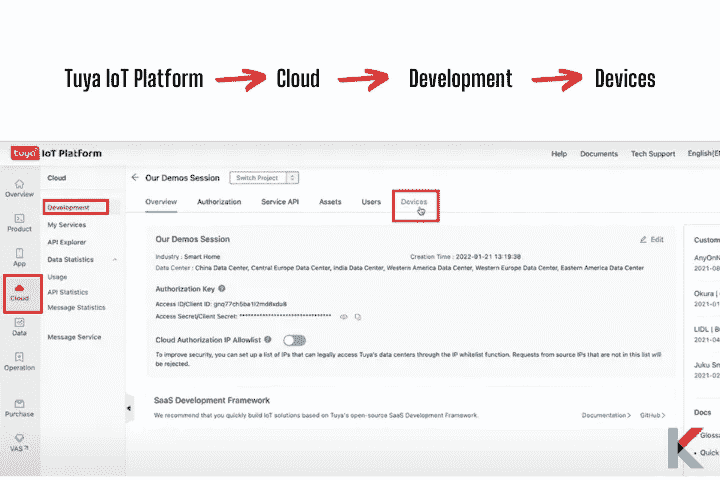 Tuya IoT Platform Cloud Development Devices
tuya IoT Platform
Help Documents Tech Support English(EN
Overview
Product
App
Cloud
Data
Operation
Purchase
VAS
Cloud
Development
My Services
API Explorer
Data Statistics
Usage
API Statistics
Message Statistics
Message Service
Our Demos Session Switch Project
Overview Authorization Service API Assets Users Devices
Our Demos Session Edit
Industry : Smart Home Creation Time : 2022-01-21 13:19:38
Data Center : China Data Center, Central Europe Data Center, India Data Center, Western America Data Center, Western Europe Data Center, Eastern America Data Center
Authorization Key
Access ID/Client ID: gnq77ch5ba1i2md8xdu8
Access Secret/Client Secret: ******************************
Cloud Authorization IP Allowlist
To improve security, you can set up a list of IPs that can legally access Tuya's data centers through the IP whitelist function. Requests from source IPs that are not in this list will
be rejected.
SaaS Development Framework
We recommend that you quickly build IoT solutions based on Tuya's open-source SaaS Development Framework. Documentation > GitHub >
Custom
AnyOnN
2021-09
Okura |
2021-09
LIDL | B
2021-04
Juku Sm
2021-02
Docs
Glossa
Quick
K